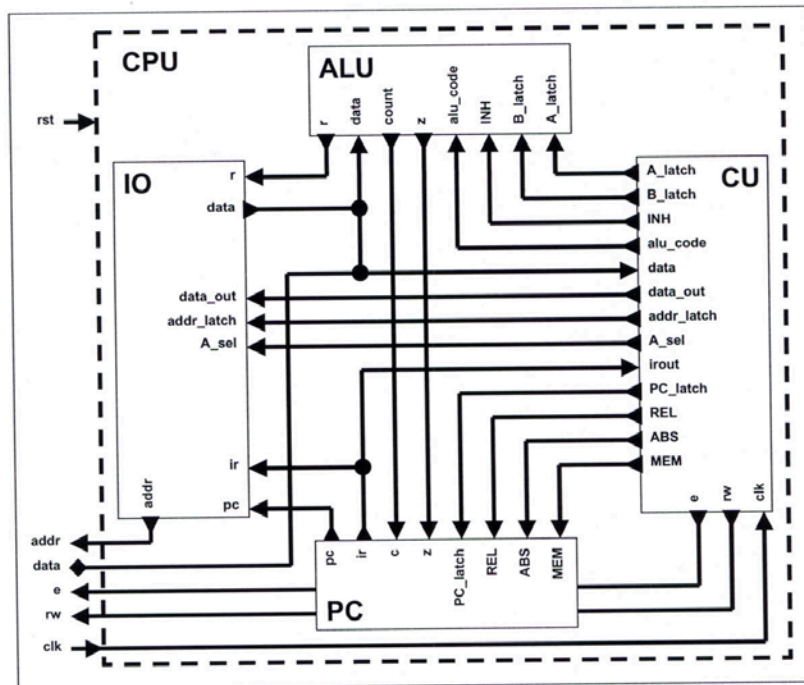 CPU
ALU
r
data
count
z
alu_code
INH
B_latch
A_latch
rst
IO
r
data
data_out
addr_latch
A_sel
ir
pc
addr
CU
A_latch
B_latch
INH
alu_code
data
data_out
addr_latch
A_sel
irout
PC_latch
REL
ABS
MEM
e
rw
clk
addr
data
e
rw
clk
pc
ir
c
z
PC_latch
REL
ABS
MEM
PC